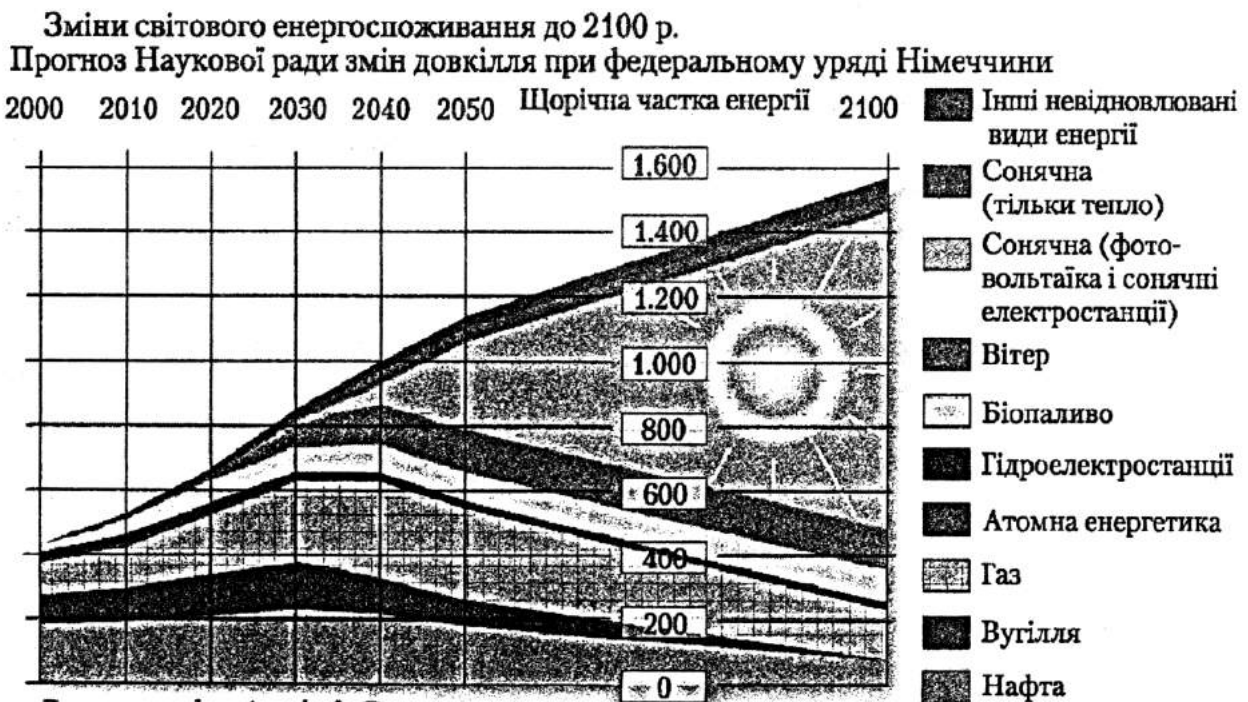 Зміни світового енергоспоживання до 2100 р.
Прогноз Наукової ради змін довкілля при федеральному уряді Німеччини
2000 2010 2020 2030 2040 2050 Щорічна частка енергії 2100
1.600
1.400
1.200
1.000
800
600
400
200
0
Інші невідновлювані
види енергії
Сонячна
(тільки тепло)
Сонячна (фото-
вольтаїка і сонячні
електростанції)
Вітер
Біопаливо
Гідроелектростанції
Атомна енергетика
Газ
Вугілля
Нафта